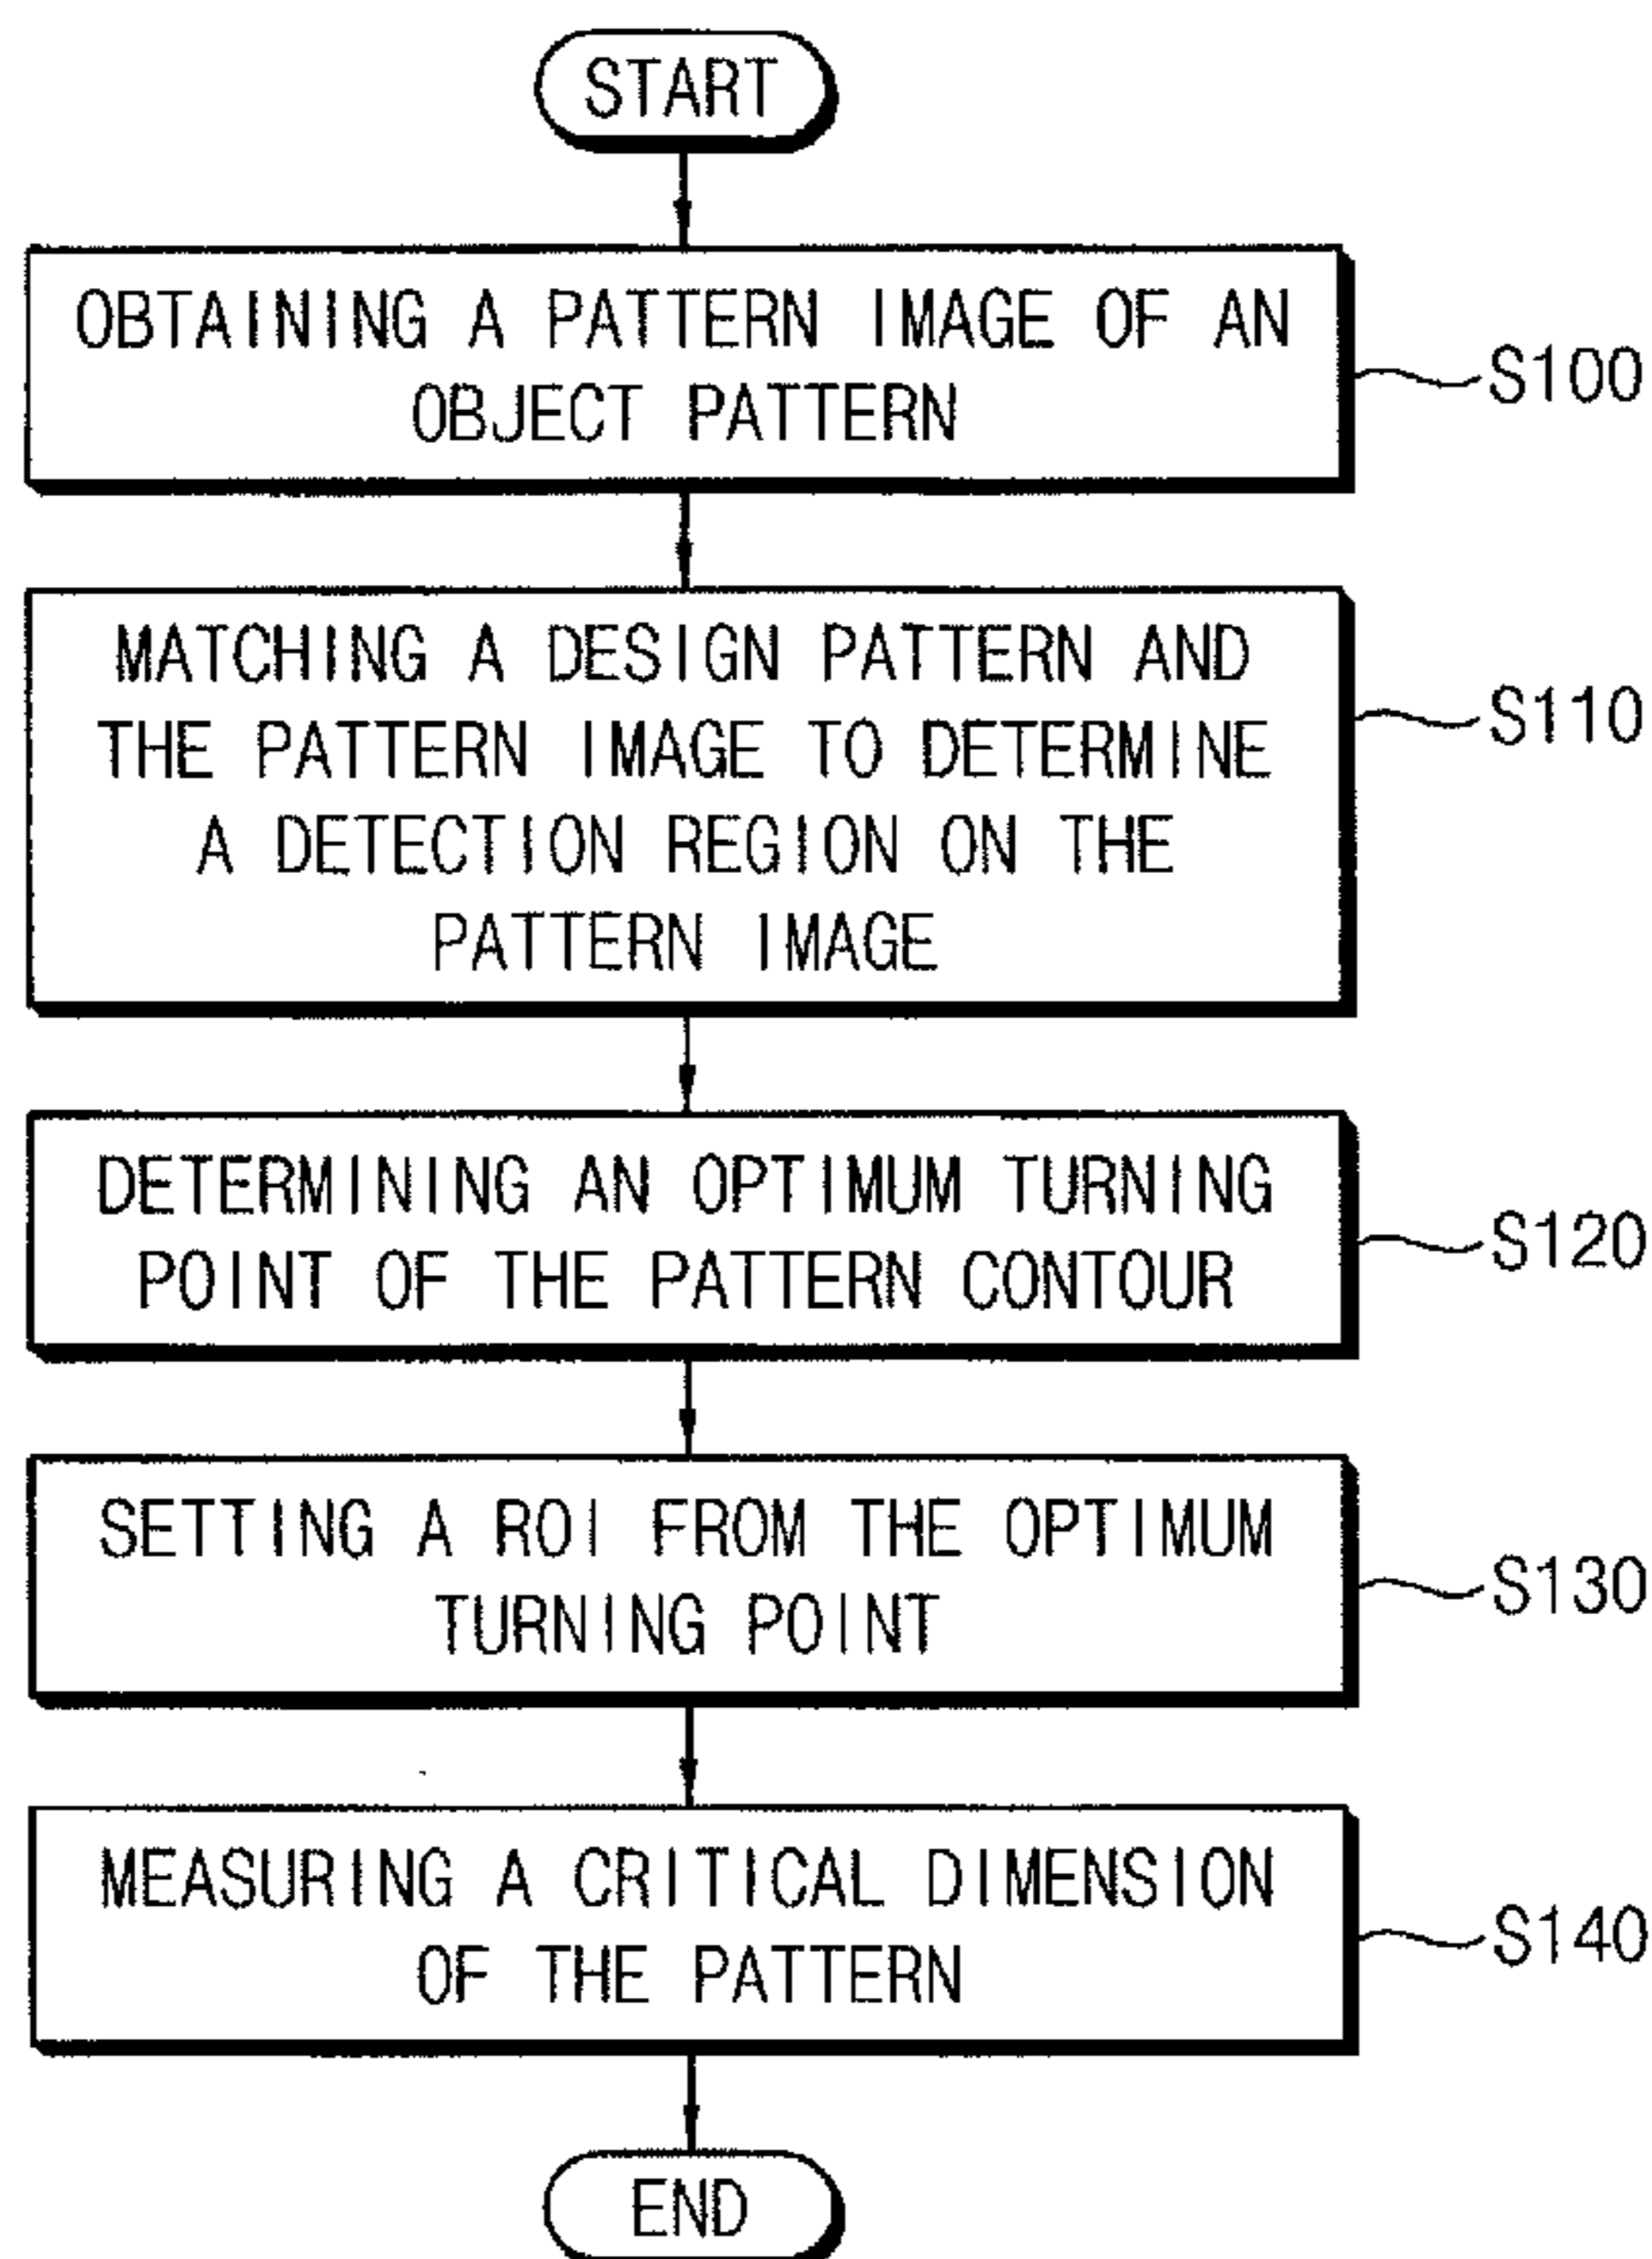 START
OBTAINING A PATTERN IMAGE OF AN
OBJECT PATTERN
S100
MATCHING A DESIGN PATTERN AND
THE PATTERN IMAGE TO DETERMINE
A DETECTION REGION ON THE
PATTERN IMAGE
S110
DETERMINING AN OPTIMUM TURNING
POINT OF THE PATTERN CONTOUR
S120
SETTING A ROI FROM THE OPTIMUM
TURNING POINT
S130
MEASURING A CRITICAL DIMENSION
OF THE PATTERN
S140
END